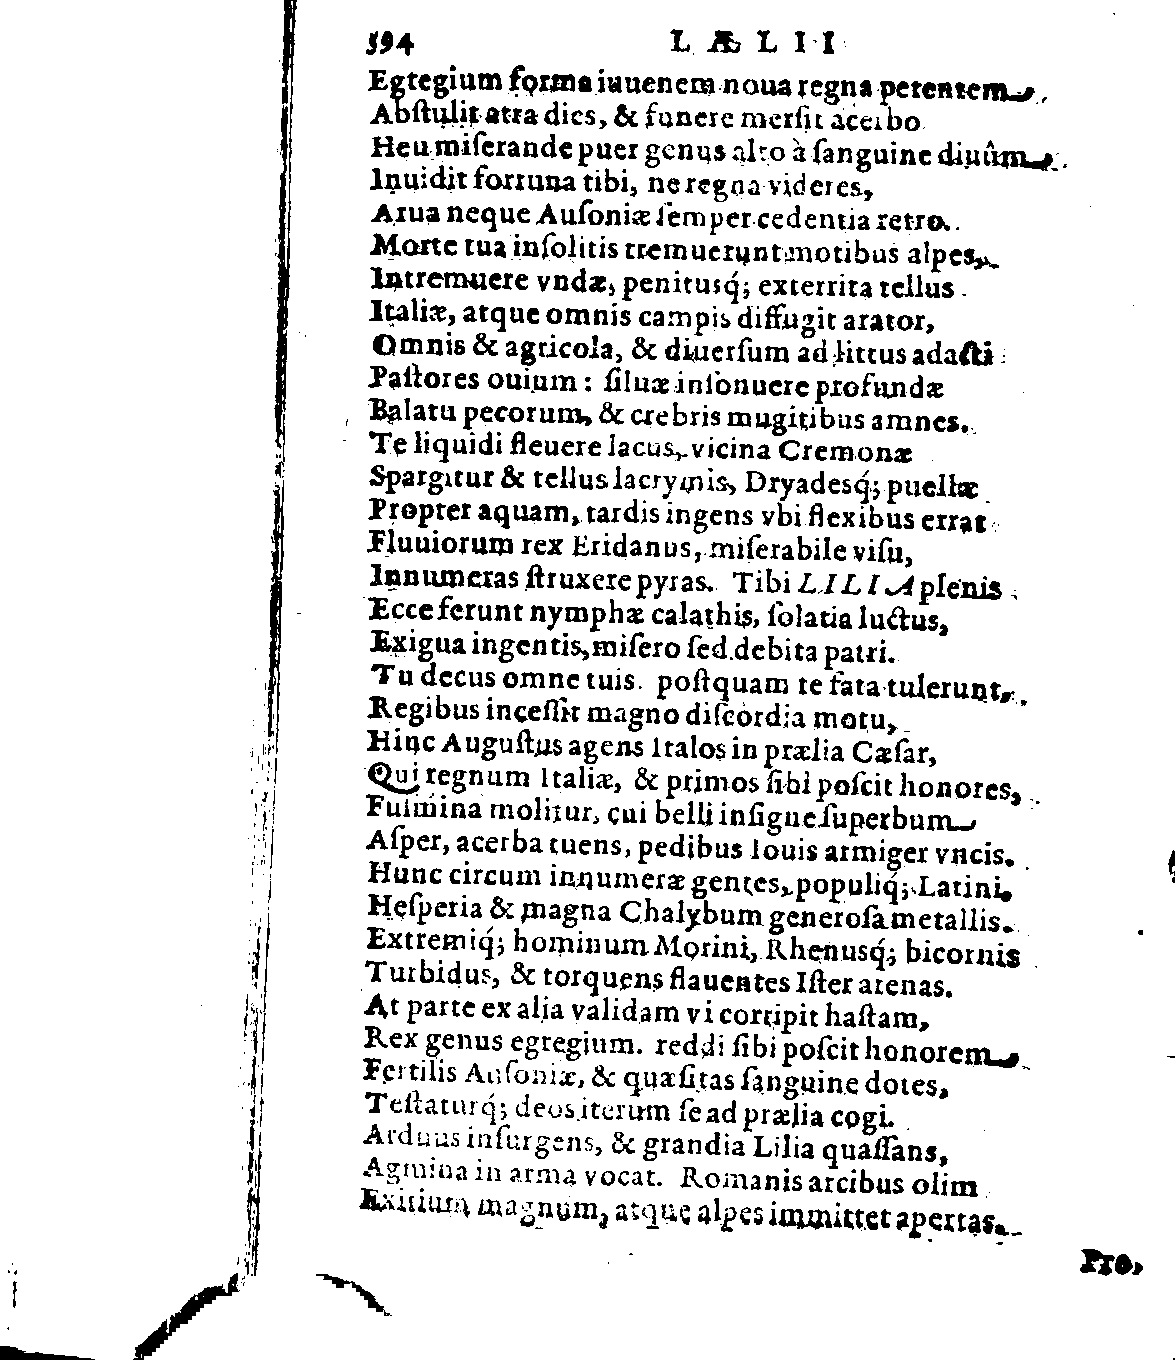 394 LÆLII
Egregium forma iuuenem noua regna petentem,
Abſtulit atra dies, & funere merſit acerbo
Heu miſerande puer genus alto à ſanguine diuûm,
Inuidit fortuna tibi, ne regna videres,
Arua neque Auſoniæ ſemper cedentia retro.
Morte tua inſolitis tremuerunt motibus alpes,
Intremuere vndæ, penitusq́; exterrita tellus
Italiæ, atque omnis campis diffugit arator,
Omnis & agricola, & diuerſum ad littus adaſti
Paſtores ouium: ſiluæ inſonuere profundæ
Balatu pecorum, & crebris mugitibus amnes.
Te liquidi fleuere lacus, vicina Cremonæ
Spargitur & tellus lacrymis, Dryadesq́; puellæ
Propter aquam, tardis ingens vbi flexibus errat
Fluuiorum rex Eridanus, miſerabile viſu,
Innumeras ſtruxere pyras. Tibi LILIA plenis
Ecce ferunt nymphæ calathis, ſolatia luctus,
Exigua ingentis, miſero ſed debita patri.
Tu decus omne tuis. poſtquam te fata tulerunt,
Regibus inceſſit magno diſcordia motu,
Hinc Auguſtus agens Italos in prælia Cæſar,
Qui regnum Italiæ, & primos ſibi poſcit honores,
Fulmina molitur, cui belli inſigne ſuperbum
Aſper, acerba tuens, pedibus Iouis armiger vncis.
Hunc circum innumeræ gentes, populiq́; Latini.
Heſperia & magna Chalybum generoſa metallis.
Extremiq́; hominum Morini, Rhenusq́; bicornis
Turbidus, & torquens flauentes Iſter arenas.
At parte ex alia validam vi corripit haſtam,
Rex genus egregium. reddi ſibi poſcit honorem,
Fertilis Auſoniæ, & quæſitas ſanguine dotes,
Teſtaturq́; deos iterum ſe ad prælia cogi.
Arduus inſurgens, & grandia Lilia quaſſans,
Agmina in arma vocat. Romanis arcibus olim
Exitium magnum, atque alpes immittet apertas.
Pro,